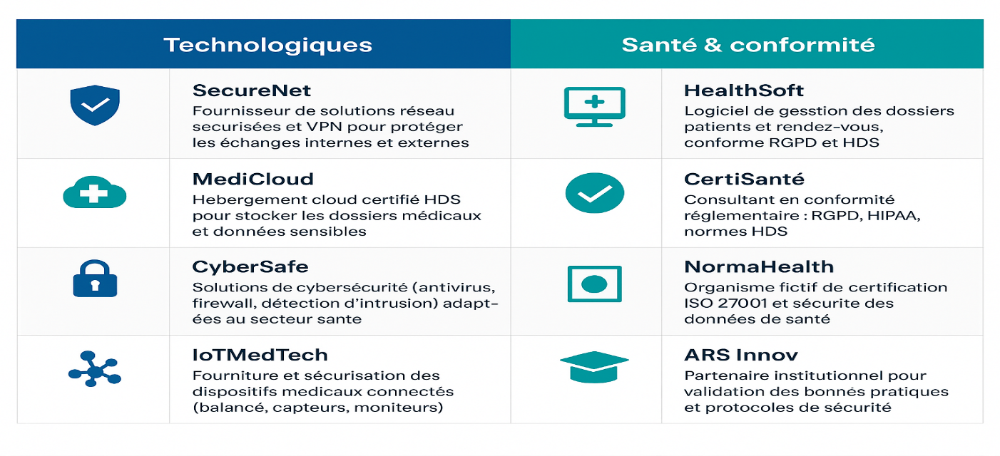 Technologiques
Santé & conformité
SecureNet
Fournisseur de solutions réseau
securisées et VPN pour protéger
les échanges internes et externes
HealthSoft
Logiciel de gesstion des dossiers
patients et rendez-vous,
conforme RGPD et HDS
MediCloud
Hebergement cloud certifié HDS
pour stocker les dossiers médicaux
et données sensibles
CertiSanté
Consultant en conformité
réglementaire : RGPD, HIPAA,
normes HDS
CyberSafe
Solutions de cybersécurité (antivirus,
firewall, détection d'intrusion) adapt-
ées au secteur sante
NormaHealth
Organisme fictif de certification
ISO 27001 et sécurite des
données de santé
IoTMedTech
Fourniture et sécurisation des
dispositifs medicaux connectés
(balancé, capteurs, moniteurs)
ARS Innov
Partenaire institutionnel pour
validation des bonnés pratiques
et protocoles de sécurité